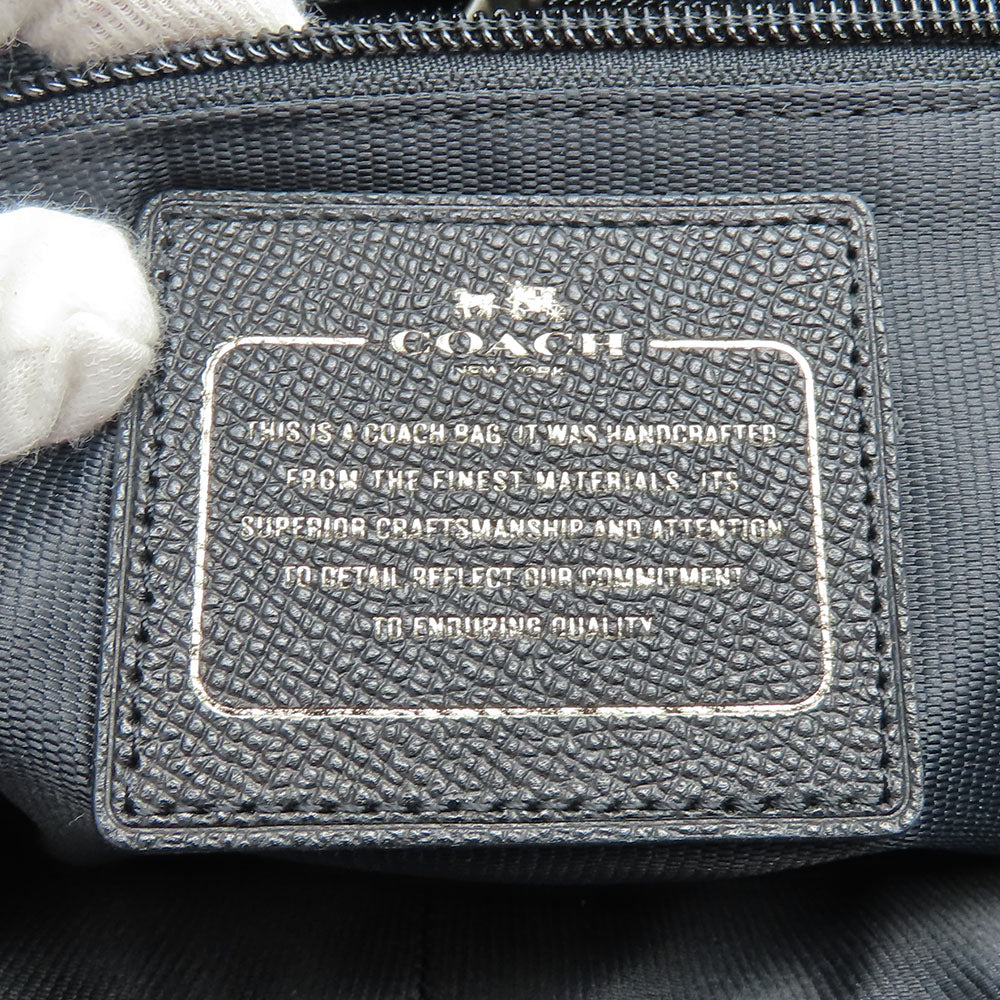 COACH
NEW YORK
THIS IS A COACH BAG. IT WAS HANDCRAFTED
FROM THE FINEST MATERIALS. ITS
SUPERIOR CRAFTSMANSHIP AND ATTENTION
TO DETAIL REFLECT OUR COMMITMENT
TO ENDURING QUALITY.